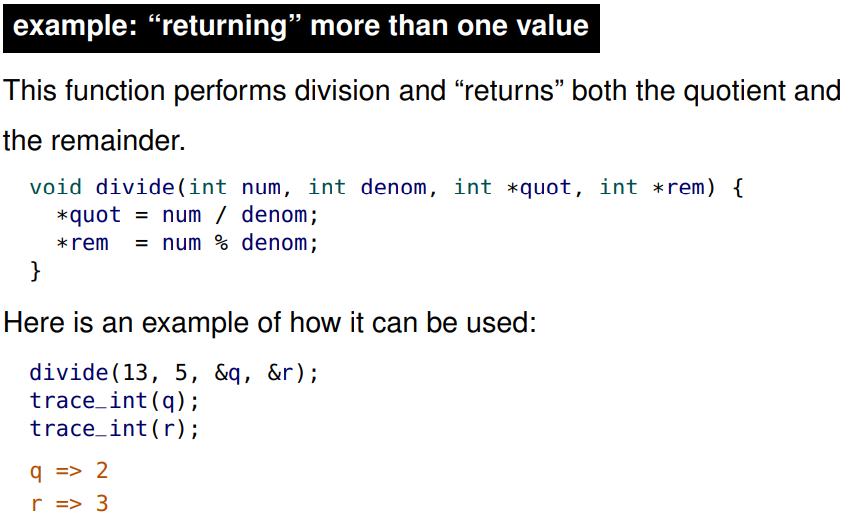 example: “returning” more than one value
This function performs division and “returns” both the quotient and
the remainder.
void divide(int num, int denom, int *quot, int *rem) {
  *quot = num / denom;
  *rem  = num % denom;
}
Here is an example of how it can be used:
divide(13, 5, &q, &r);
trace_int(q);
trace_int(r);
q => 2
r => 3